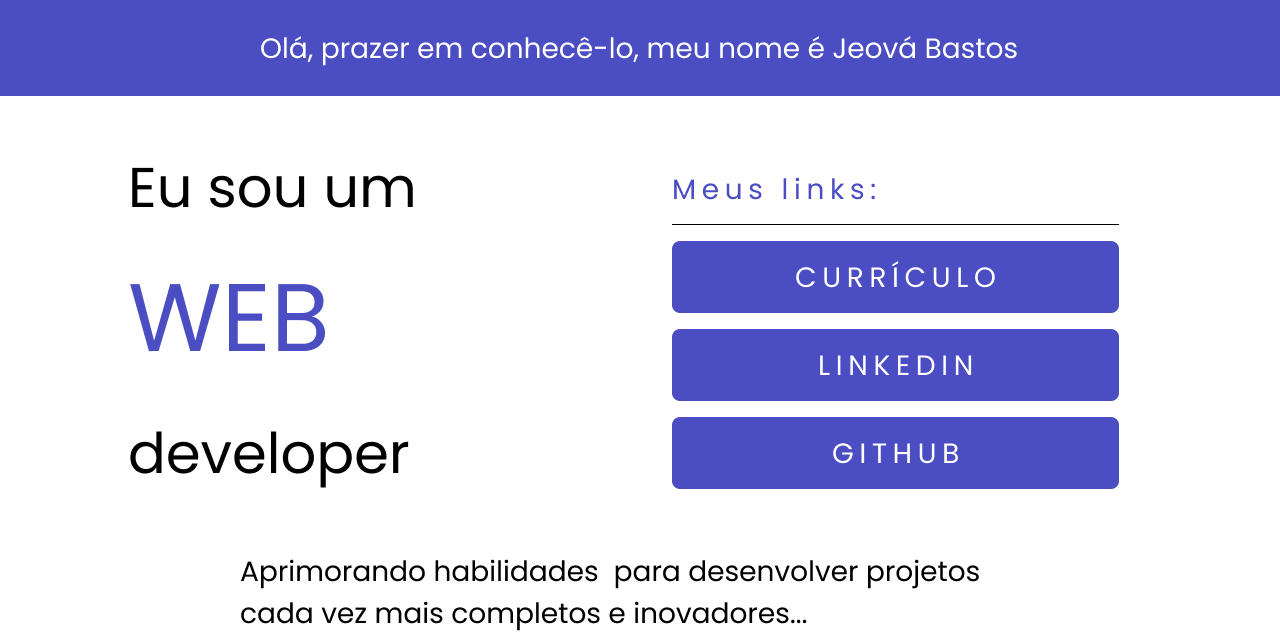 Olá, prazer em conhecê-lo, meu nome é Jeová Bastos
Eu sou um
WEB
developer
Meus links:
CURRÍCULO
LINKEDIN
GITHUB
Aprimorando habilidades  para desenvolver projetos
cada vez mais completos e inovadores...